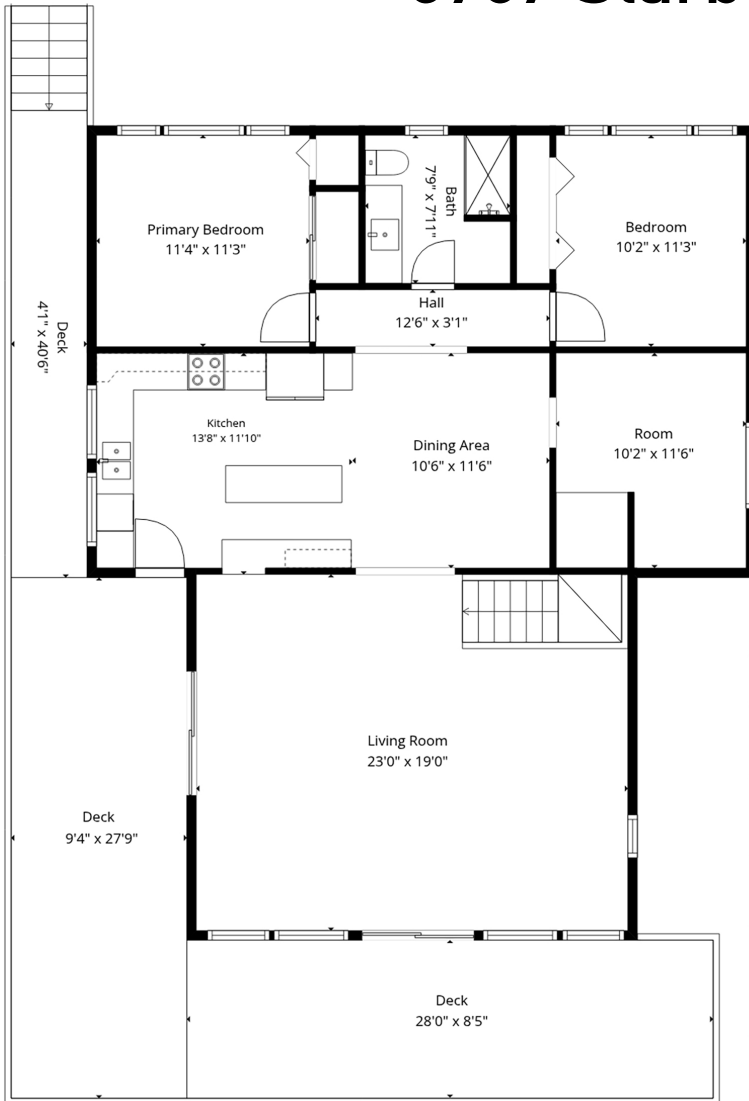 Primary Bedroom
11'4" x 11'3"
Bath
7'9" x 7'11"
Bedroom
10'2" x 11'3"
Hall
12'6" x 3'1"
Deck
4'1" x 40'6"
Kitchen
13'8" x 11'10"
Dining Area
10'6" x 11'6"
Room
10'2" x 11'6"
Living Room
23'0" x 19'0"
Deck
9'4" x 27'9"
Deck
28'0" x 8'5"